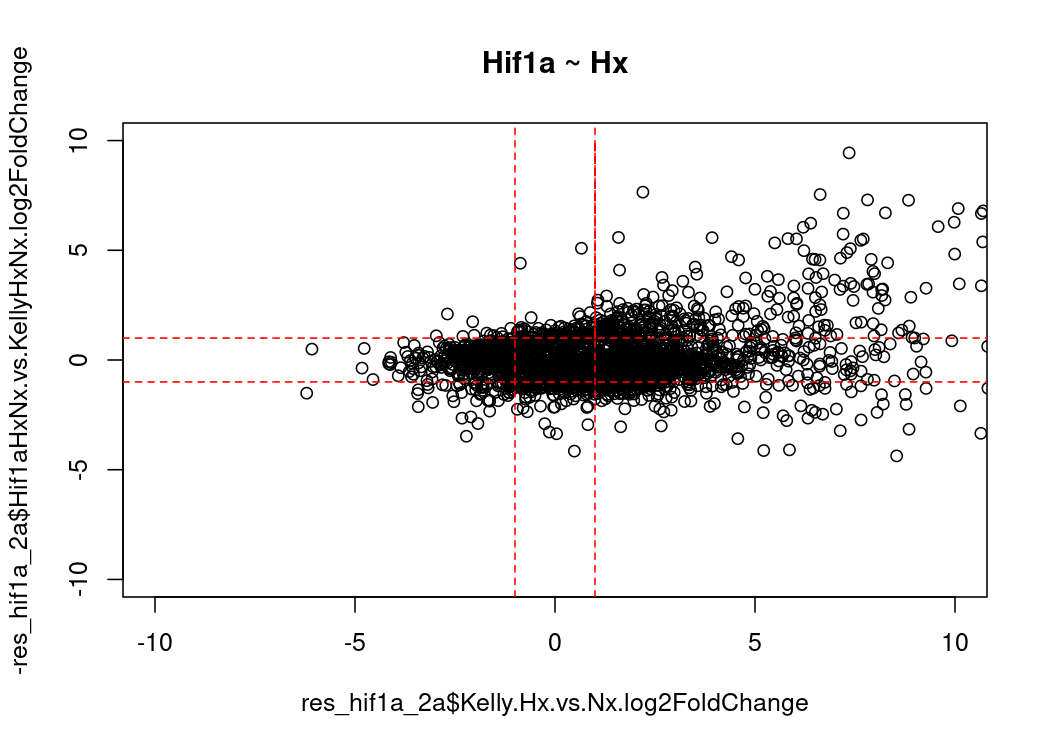 Hif1a ~ Hx
-res_hif1a_2a$Hif1aHxNx.vs.KellyHxNx.log2FoldChange
10
5
0
-5
-10
-10 -5 0 5 10
res_hif1a_2a$Kelly.Hx.vs.Nx.log2FoldChange